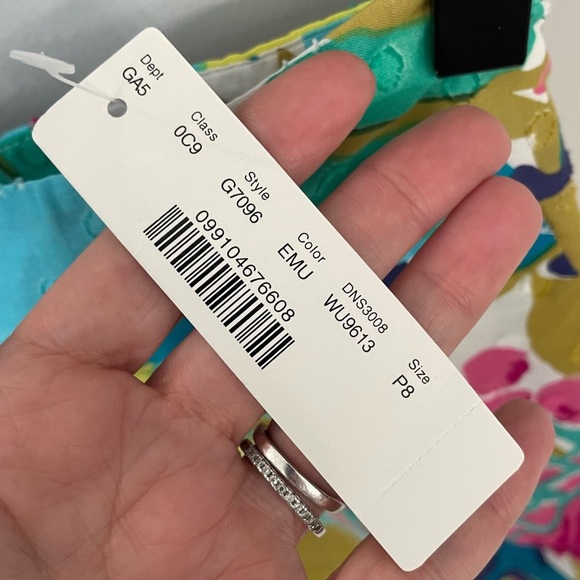 Dept
GA5
Class
0C9
Style
G7096
Color
EMU
DNS3008
WU9613
Size
P8
099104676608